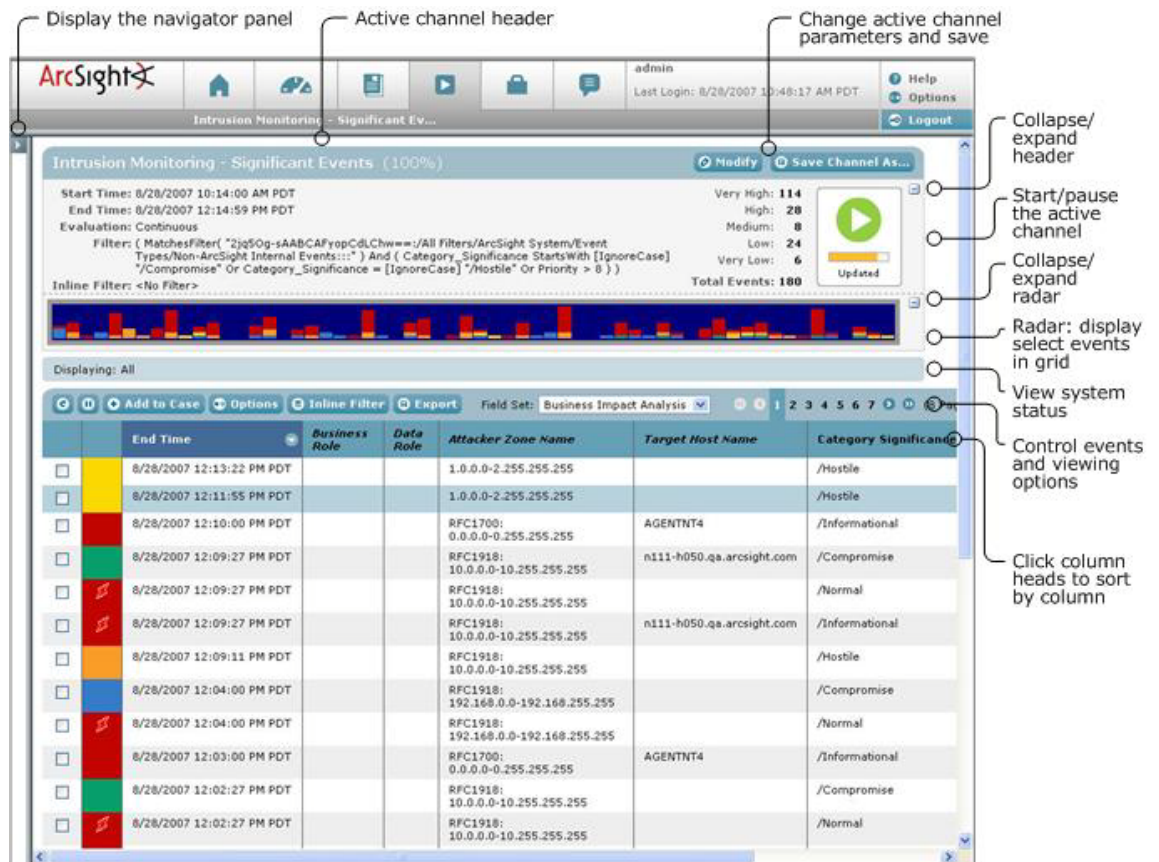 Display the navigator panel
Active channel header
Change active channel
parameters and save
ArcSight
admin
Last Login: 8/28/2007 10:48:17 AM PDT
Help
Options
Intrusion Monitoring - Significant Ev...
Logout
Intrusion Monitoring - Significant Events (100%)
Modify
Save Channel As...
Start Time: 8/28/2007 10:14:00 AM PDT
End Time: 8/28/2007 12:14:59 PM PDT
Evaluation: Continuous
Filter: ( MatchesFilter( "2jq5Og-sAABCAFyopCdLChw==:/All Filters/ArcSight System/Event
Types/Non-ArcSight Internal Events:::" ) And ( Category_Significance StartsWith [IgnoreCase]
"/Compromise" Or Category_Significance = [IgnoreCase] "/Hostile" Or Priority > 8 ) )
Inline Filter: <No Filter>
Very High: 114
High: 28
Medium: 8
Low: 24
Very Low: 6
Total Events: 180
Updated
Collapse/
expand
header
Start/pause
the active
channel
Collapse/
expand
radar
Radar: display
select events
in grid
Displaying: All
View system
status
Add to Case
Options
Inline Filter
Export
Field Set: Business Impact Analysis
1 2 3 4 5 6 7
Control events
and viewing
options
End Time
Business
Role
Data
Role
Attacker Zone Name
Target Host Name
Category Significance
8/28/2007 12:13:22 PM PDT
1.0.0.0-2.255.255.255
/Hostile
8/28/2007 12:11:55 PM PDT
1.0.0.0-2.255.255.255
/Hostile
8/28/2007 12:10:00 PM PDT
RFC1700:
0.0.0.0-0.255.255.255
AGENTNT4
/Informational
8/28/2007 12:09:27 PM PDT
RFC1918:
10.0.0.0-10.255.255.255
n111-h050.qa.arcsight.com
/Compromise
8/28/2007 12:09:27 PM PDT
RFC1918:
10.0.0.0-10.255.255.255
/Normal
8/28/2007 12:09:27 PM PDT
RFC1918:
10.0.0.0-10.255.255.255
n111-h050.qa.arcsight.com
/Informational
8/28/2007 12:09:11 PM PDT
RFC1918:
10.0.0.0-10.255.255.255
/Hostile
8/28/2007 12:04:00 PM PDT
RFC1918:
192.168.0.0-192.168.255.255
/Compromise
8/28/2007 12:04:00 PM PDT
RFC1918:
192.168.0.0-192.168.255.255
/Normal
8/28/2007 12:03:00 PM PDT
RFC1700:
0.0.0.0-0.255.255.255
AGENTNT4
/Informational
8/28/2007 12:02:27 PM PDT
RFC1918:
10.0.0.0-10.255.255.255
/Compromise
8/28/2007 12:02:27 PM PDT
RFC1918:
10.0.0.0-10.255.255.255
/Normal
Click column
heads to sort
by column